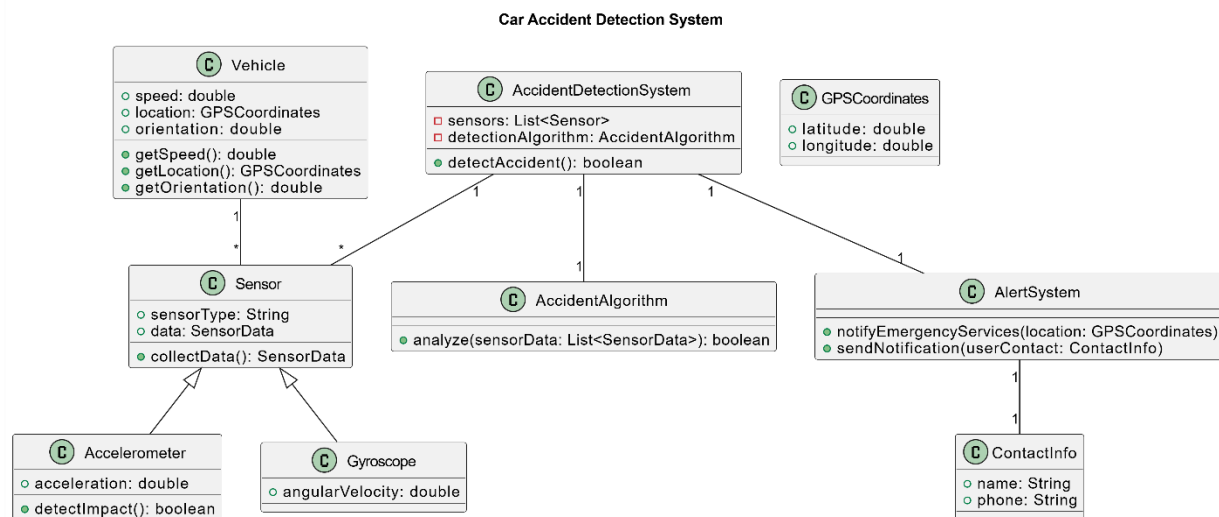 Car Accident Detection System
C Vehicle
speed: double
location: GPSCoordinates
orientation: double
getSpeed(): double
getLocation(): GPSCoordinates
getOrientation(): double
C AccidentDetectionSystem
sensors: List<Sensor>
detectionAlgorithm: AccidentAlgorithm
detectAccident(): boolean
C GPSCoordinates
latitude: double
longitude: double
1
*
1
*
1
1
1
1
C Sensor
sensorType: String
data: SensorData
collectData(): SensorData
C AccidentAlgorithm
analyze(sensorData: List<SensorData>): boolean
C AlertSystem
notifyEmergencyServices(location: GPSCoordinates)
sendNotification(userContact: ContactInfo)
1
1
C Accelerometer
acceleration: double
detectImpact(): boolean
C Gyroscope
angularVelocity: double
C ContactInfo
name: String
phone: String